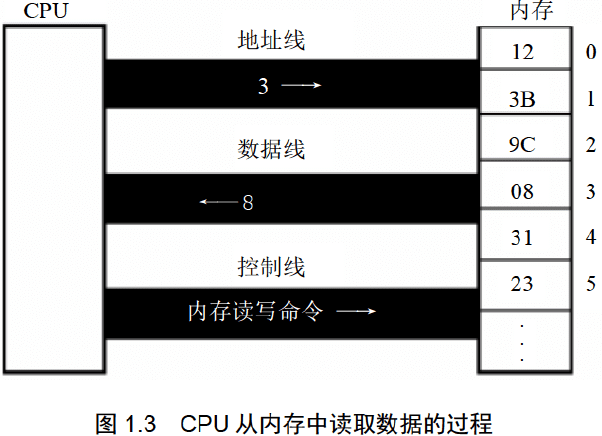 CPU 内存
地址线
12 0
3 ⟶
3B 1
数据线
9C 2
⟵8
08 3
31 4
控制线
23 5
内存读写命令 ⟶
.
.
.
图 1.3 CPU 从内存中读取数据的过程